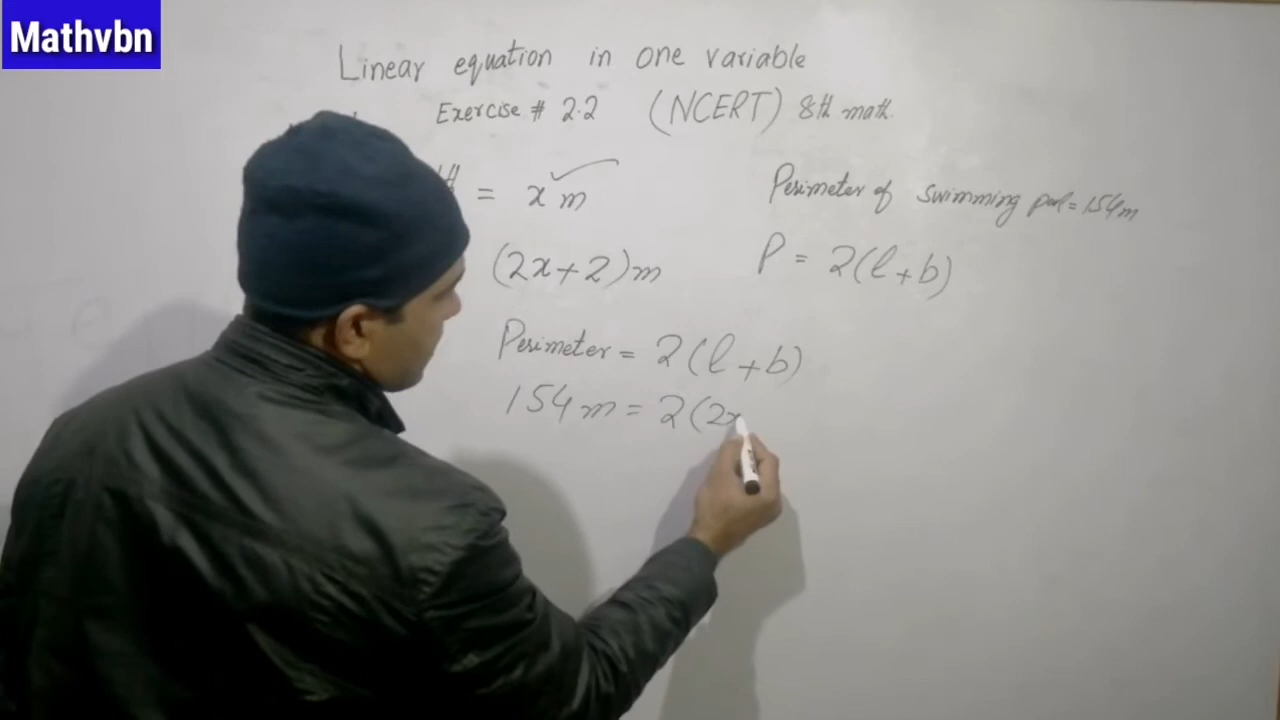 Mathvbn
Linear equation in one variable
Exercise # 2.2 (NCERT) 8th math.
= x m
Perimeter of swimming pool = 154m
(2x+2)m
P = 2(l+b)
Perimeter = 2(l+b)
154m = 2(2x